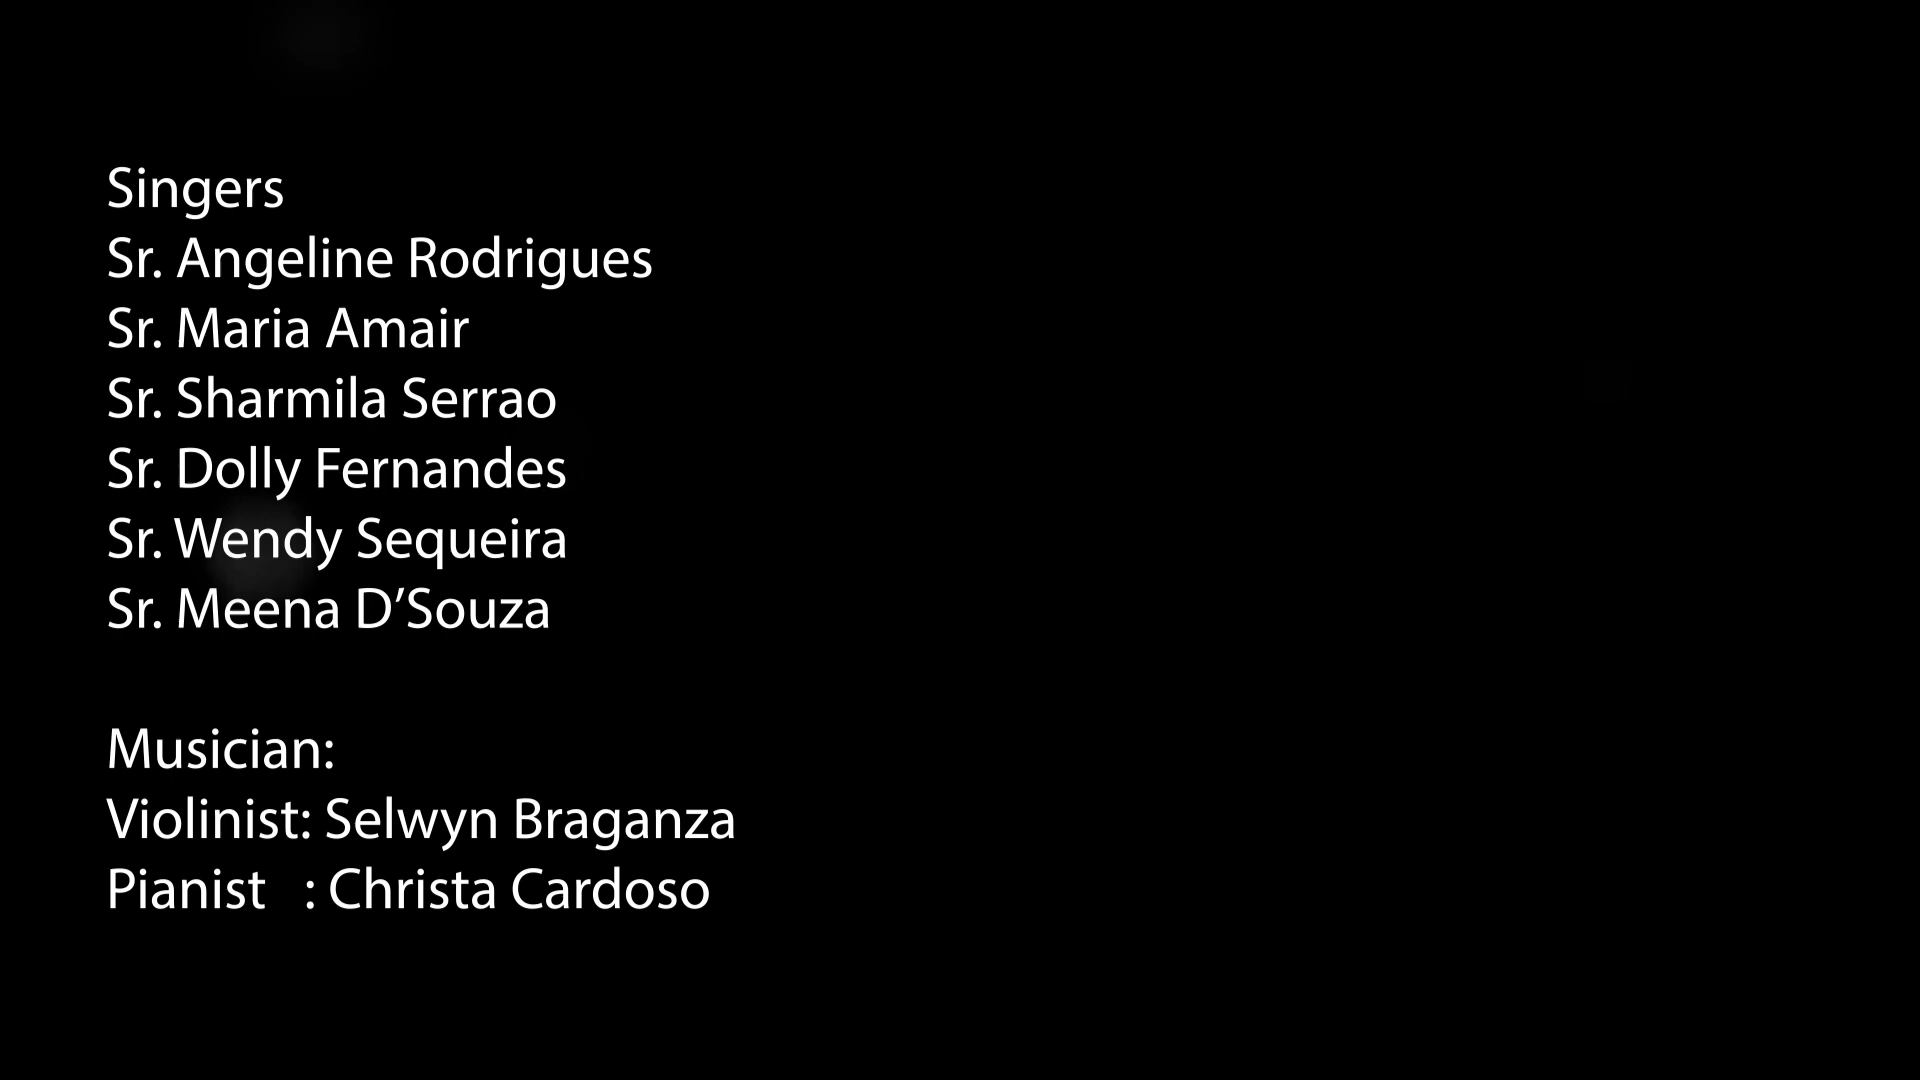 Singers
Sr. Angeline Rodrigues
Sr. Maria Amair
Sr. Sharmila Serrao
Sr. Dolly Fernandes
Sr. Wendy Sequeira
Sr. Meena D’Souza
Musician:
Violinist: Selwyn Braganza
Pianist   : Christa Cardoso